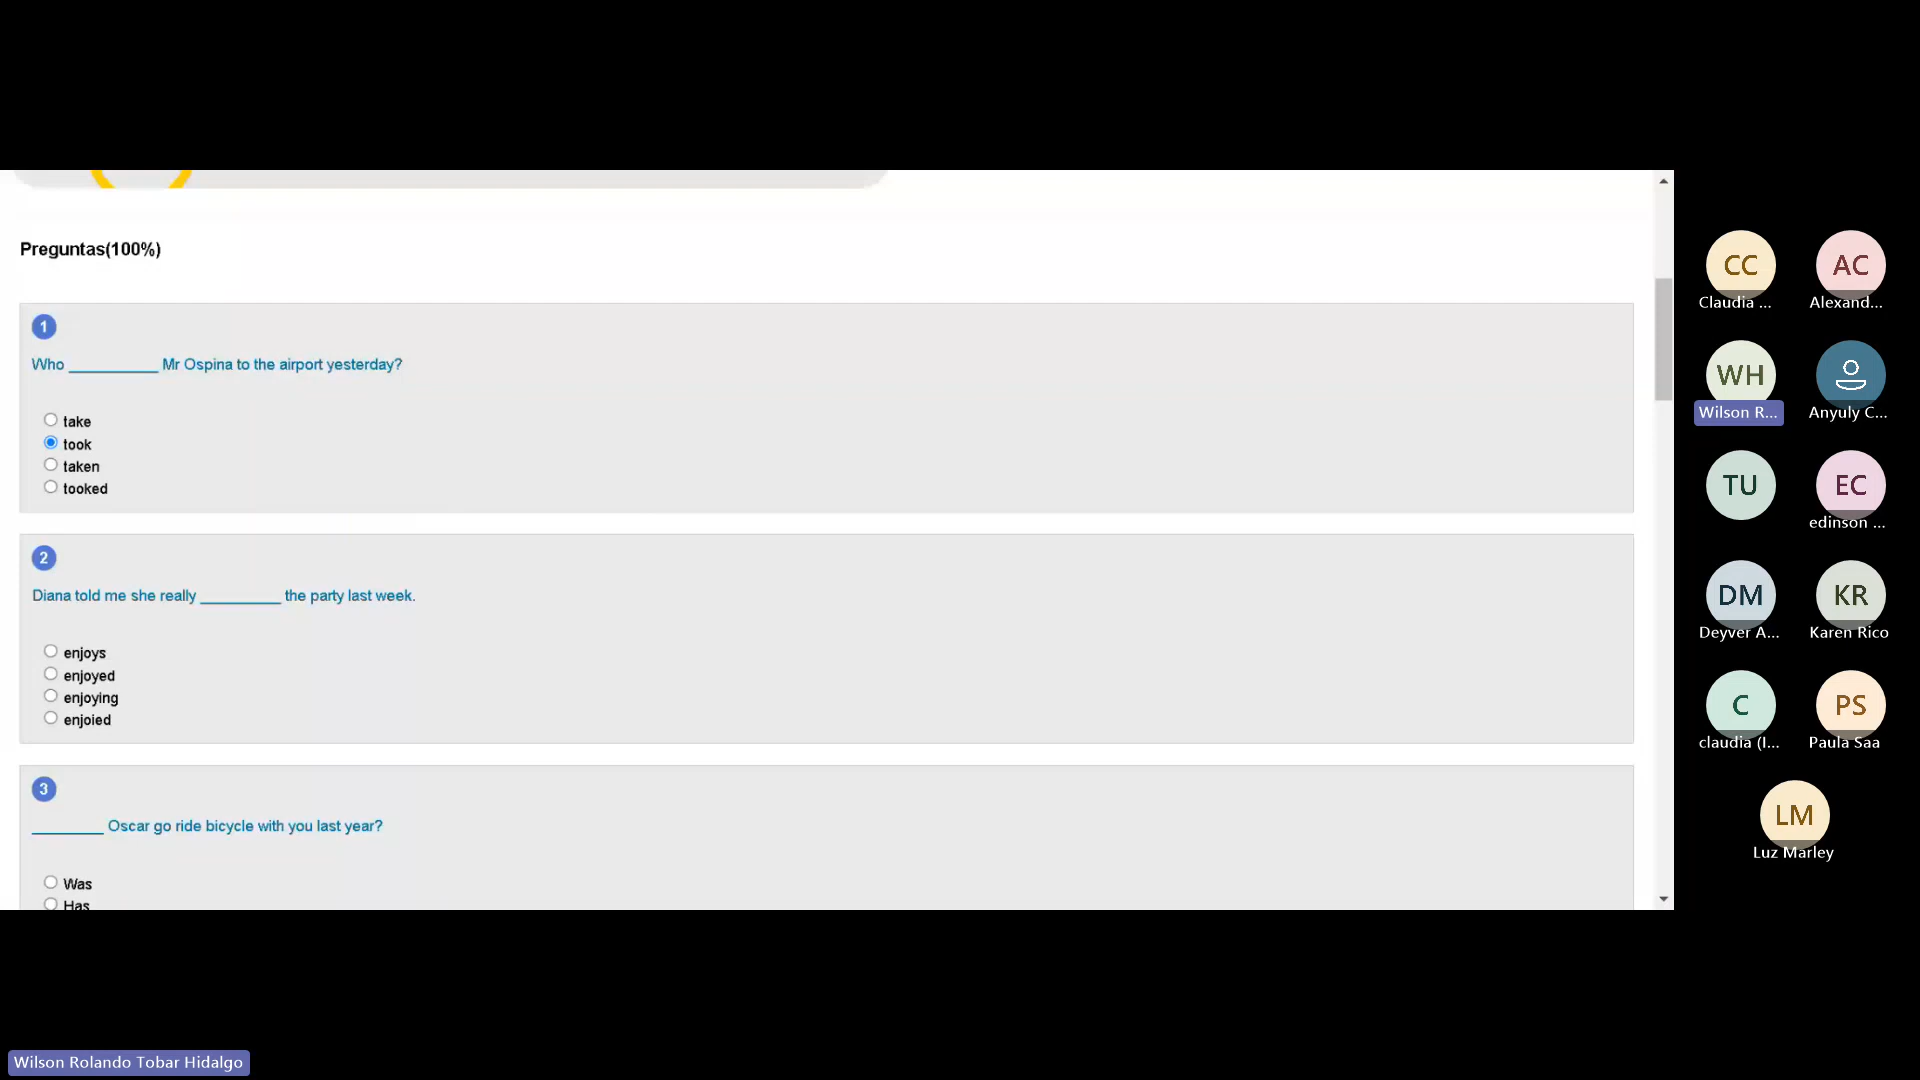 Preguntas(100%)
1
Who __________ Mr Ospina to the airport yesterday?
take
took
taken
tooked
2
Diana told me she really _________ the party last week.
enjoys
enjoyed
enjoying
enjoied
3
________ Oscar go ride bicycle with you last year?
Was
Has
CC
Claudia ...
AC
Alexand...
WH
Wilson R...
Anyuly C...
TU
EC
edinson ...
DM
Deyver A...
KR
Karen Rico
C
claudia (I...
PS
Paula Saa
LM
Luz Marley
Wilson Rolando Tobar Hidalgo